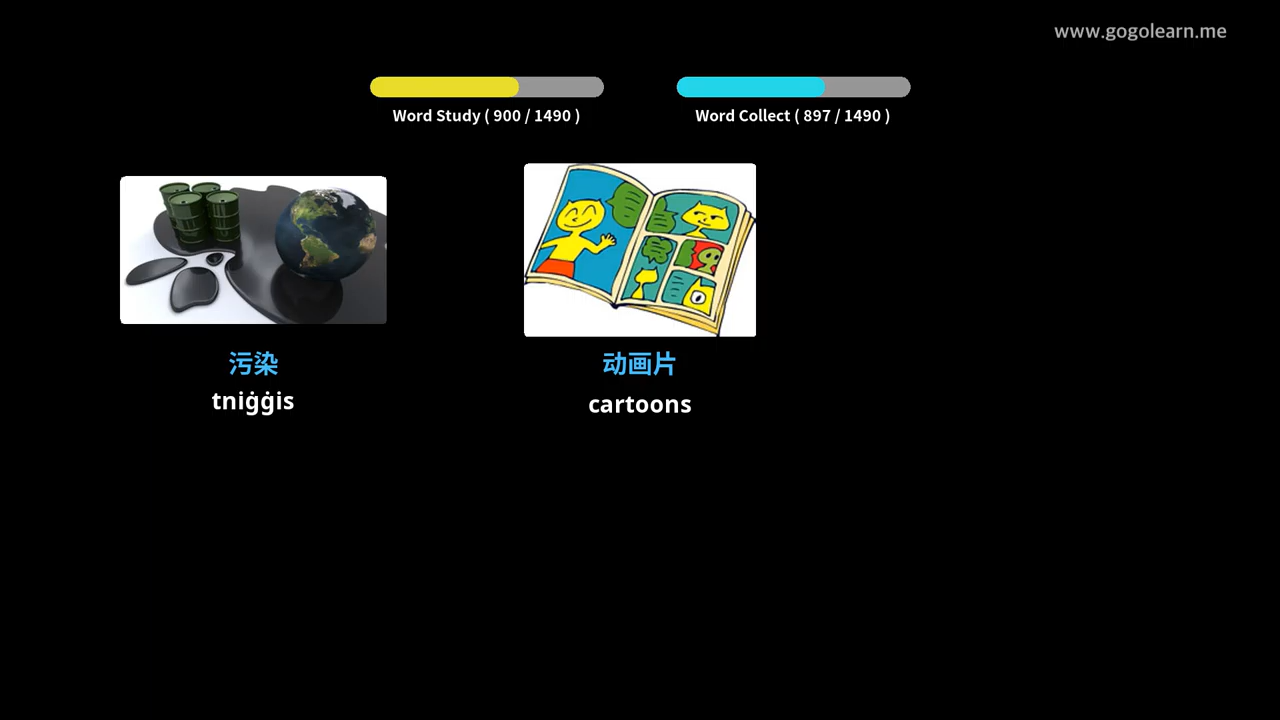 www.gogolearn.me
Word Study ( 900 / 1490 )
Word Collect ( 897 / 1490 )
污染
tniġġis
动画片
cartoons